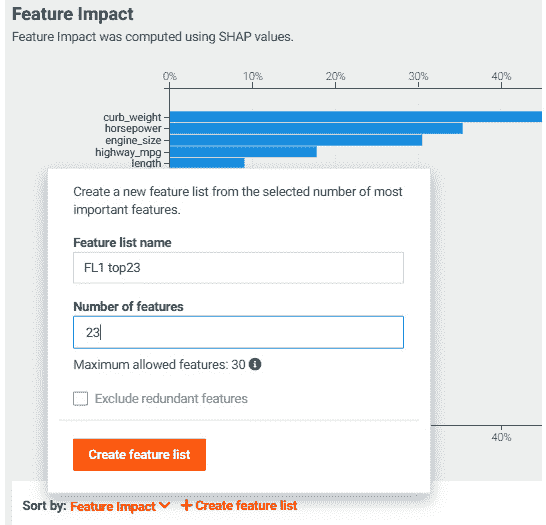 Feature Impact
Feature Impact was computed using SHAP values.
0% 10% 20% 30% 40%
curb_weight
horsepower
engine_size
highway_mpg
length
Create a new feature list from the selected number of most
important features.
Feature list name
FL1 top23
Number of features
23
Maximum allowed features: 30
Exclude redundant features
40%
Create feature list
Sort by: Feature Impact + Create feature list